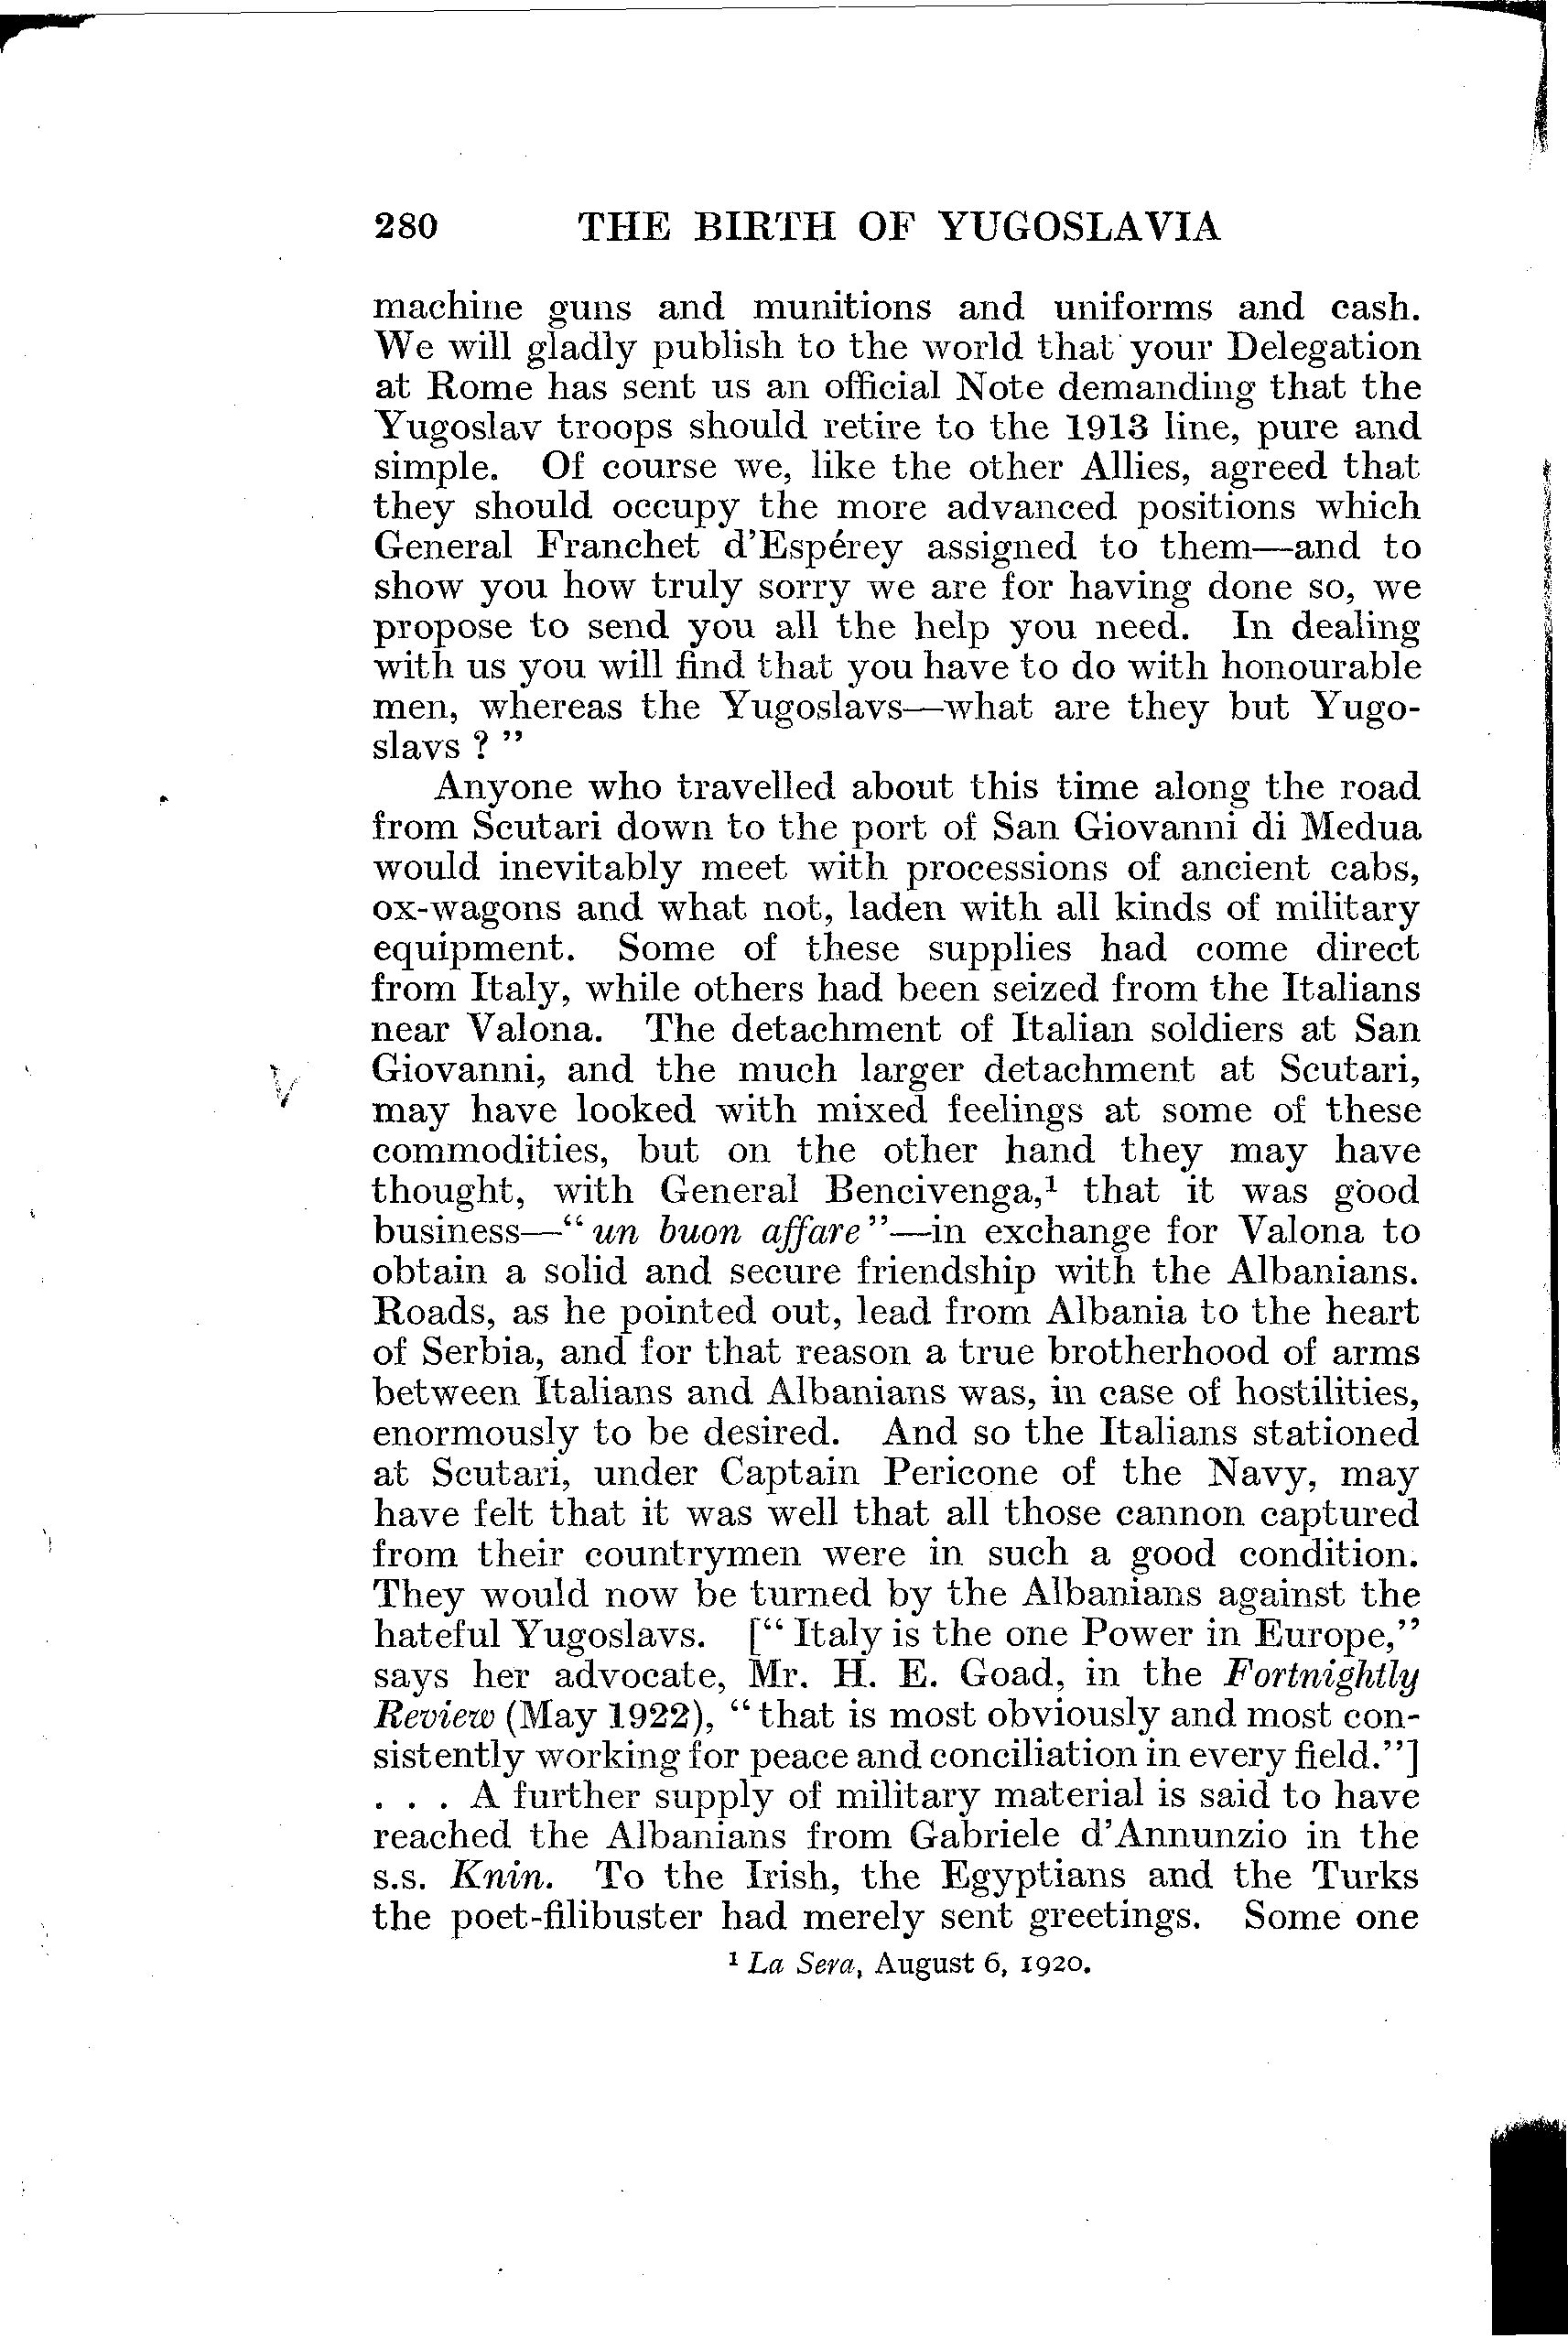 280 THE BIRTH OF YUGOSLAVIA
machine guns and munitions and uniforms and cash.
We will gladly publish to the world that your Delegation
at Rome has sent us an official Note demanding that the
Yugoslav troops should retire to the 1913 line, pure and
simple. Of course we, like the other Allies, agreed that
they should occupy the more advanced positions which
General Franchet d'Espérey assigned to them—and to
show you how truly sorry we are for having done so, we
propose to send you all the help you need. In dealing
with us you will find that you have to do with honourable
men, whereas the Yugoslavs—what are they but Yugo-
slavs ? "
Anyone who travelled about this time along the road
from Scutari down to the port of San Giovanni di Medua
would inevitably meet with processions of ancient cabs,
ox-wagons and what not, laden with all kinds of military
equipment. Some of these supplies had come direct
from Italy, while others had been seized from the Italians
near Valona. The detachment of Italian soldiers at San
Giovanni, and the much larger detachment at Scutari,
may have looked with mixed feelings at some of these
commodities, but on the other hand they may have
thought, with General Bencivenga,¹ that it was good
business—" un buon affare "—in exchange for Valona to
obtain a solid and secure friendship with the Albanians.
Roads, as he pointed out, lead from Albania to the heart
of Serbia, and for that reason a true brotherhood of arms
between Italians and Albanians was, in case of hostilities,
enormously to be desired. And so the Italians stationed
at Scutari, under Captain Pericone of the Navy, may
have felt that it was well that all those cannon captured
from their countrymen were in such a good condition.
They would now be turned by the Albanians against the
hateful Yugoslavs. [" Italy is the one Power in Europe,"
says her advocate, Mr. H. E. Goad, in the Fortnightly
Review (May 1922), " that is most obviously and most con-
sistently working for peace and conciliation in every field."]
. . . A further supply of military material is said to have
reached the Albanians from Gabriele d'Annunzio in the
s.s. Knin. To the Irish, the Egyptians and the Turks
the poet-filibuster had merely sent greetings. Some one
¹ La Sera, August 6, 1920.